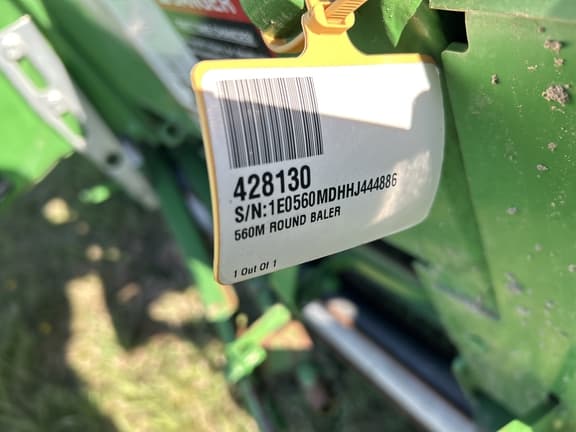 428130
S/N:1E0560MDHHJ444886
560M ROUND BALER
1 Out Of 1